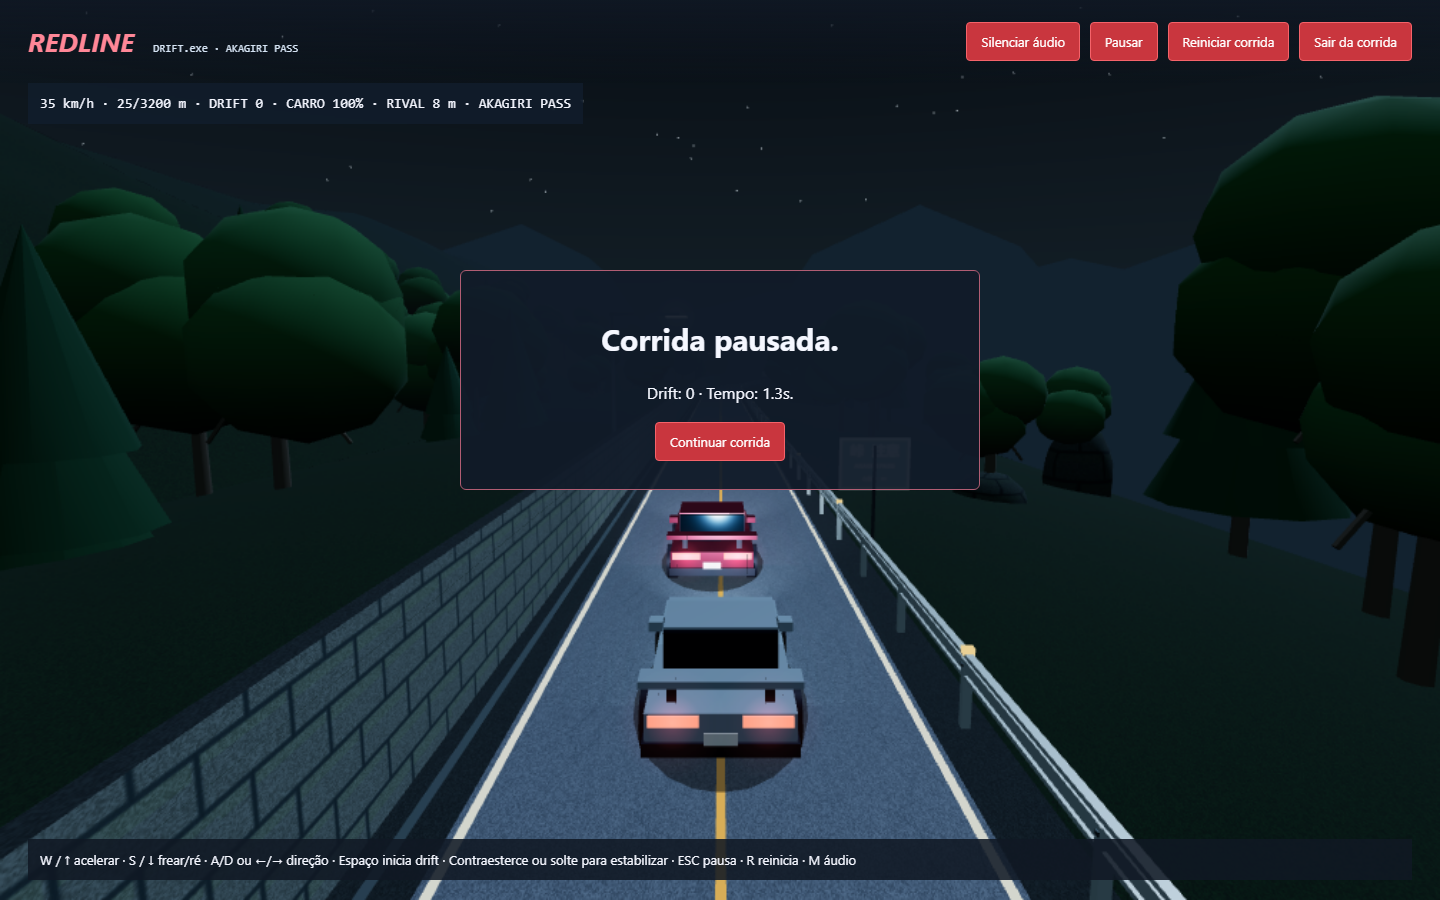 REDLINE DRIFT.exe · AKAGIRI PASS
Silenciar áudio
Pausar
Reiniciar corrida
Sair da corrida
35 km/h · 25/3200 m · DRIFT 0 · CARRO 100% · RIVAL 8 m · AKAGIRI PASS
Corrida pausada.
Drift: 0 · Tempo: 1.3s.
Continuar corrida
W / ↑ acelerar · S / ↓ frear/ré · A/D ou ←/→ direção · Espaço inicia drift · Contraesterce ou solte para estabilizar · ESC pausa · R reinicia · M áudio